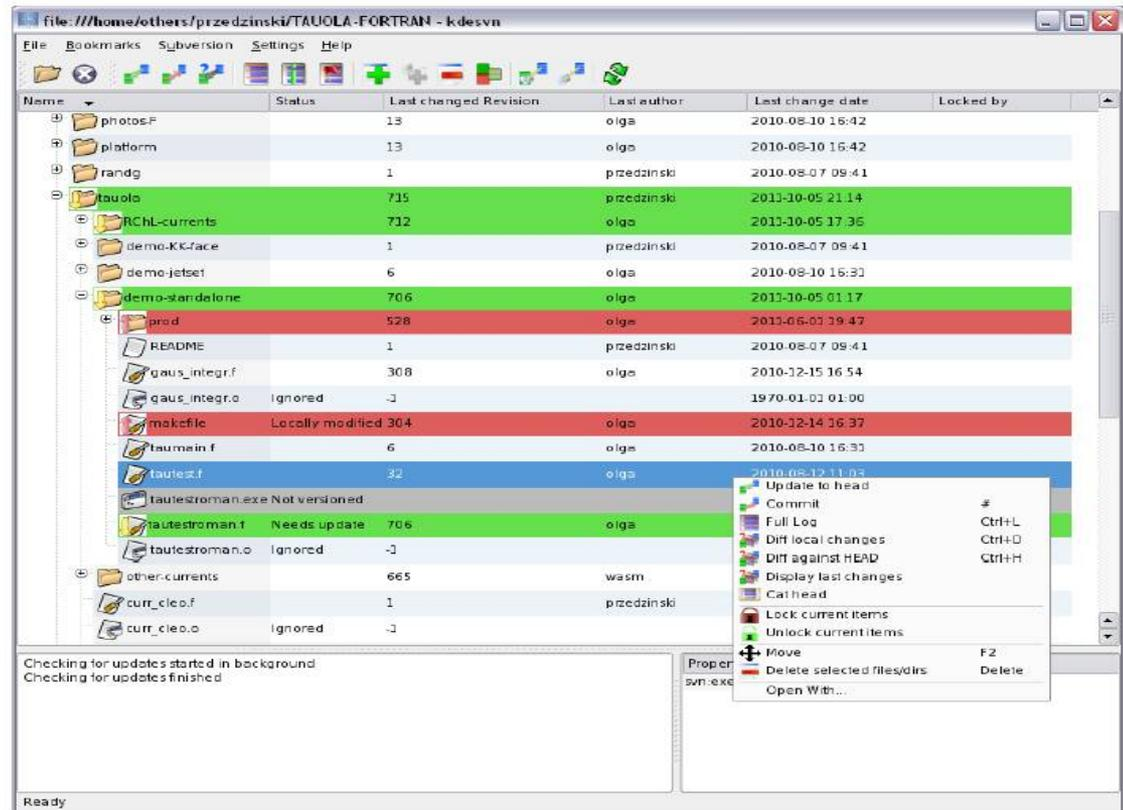 file:///home/others/przedzinski/TAUOLA-FORTRAN - kdesvn
File Bookmarks Subversion Settings Help
Name Status Last changed Revision Last author Last change date Locked by
photos-F 13 olga 2010-08-10 16:42
platform 13 olga 2010-08-10 16:42
randg 1 przedzinski 2010-08-07 09:41
tauola 715 przedzinski 2011-10-05 21:14
RChL-currents 712 olga 2011-10-05 17:36
demo-KK-face 1 przedzinski 2010-08-07 09:41
demo-jetset 6 olga 2010-08-10 16:31
demo-standalone 706 olga 2011-10-05 01:17
prod 528 olga 2011-06-01 19:47
README 1 przedzinski 2010-08-07 09:41
gaus_integr.f 308 olga 2010-12-15 16:54
gaus_integr.o Ignored -1 1970-01-01 01:00
makefile Locally modified 304 olga 2010-12-14 16:37
taumain.f 6 olga 2010-08-10 16:31
tautest.f 32 olga 2010-08-12 11:03
tautestroman.exe Not versioned
tautestroman.f Needs update 706 olga
tautestroman.o Ignored -1
other-currents 665 wasm
curr_cleo.f 1 przedzinski
curr_cleo.o Ignored -1
Update to head
Commit #
Full Log Ctrl+L
Diff local changes Ctrl+D
Diff against HEAD Ctrl+H
Display last changes
Cat head
Lock current items
Unlock current items
Move F2
Delete selected files/dirs Delete
Open With...
Checking for updates started in background
Checking for updates finished
Proper
svn:exe
Ready